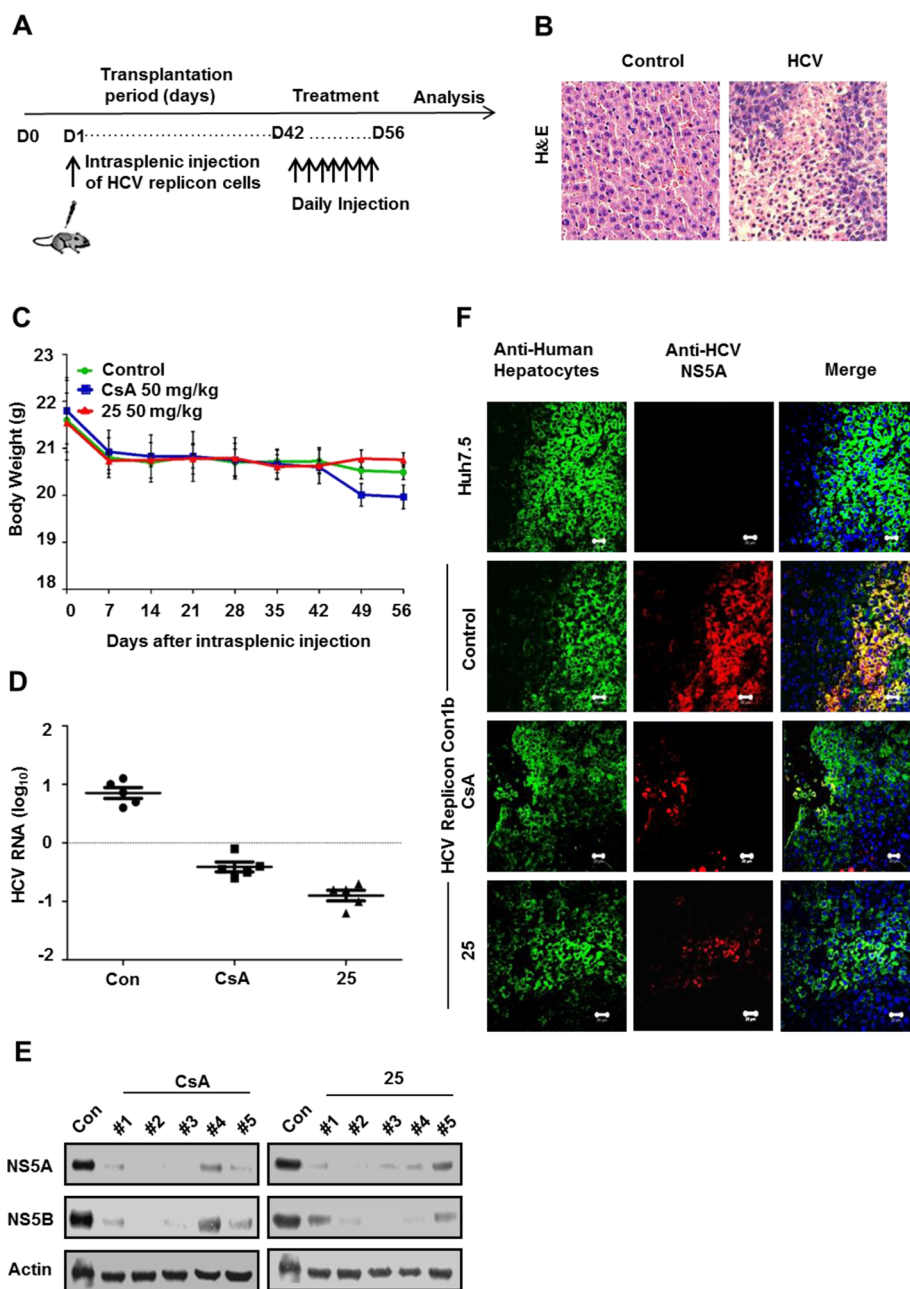 A
Transplantation
period (days)
Treatment
Analysis
D0
D1
D42
D56
Intrasplenic injection
of HCV replicon cells
Daily Injection
B
Control
HCV
H&E
C
Control
CsA 50 mg/kg
25 50 mg/kg
Body Weight (g)
23
22
21
20
19
18
0 7 14 21 28 35 42 49 56
Days after intrasplenic injection
D
HCV RNA (log10)
2
1
0
-1
-2
Con CsA 25
E
CsA
25
Con #1 #2 #3 #4 #5
Con #1 #2 #3 #4 #5
NS5A
NS5B
Actin
F
Anti-Human
Hepatocytes
Anti-HCV
NS5A
Merge
Huh7.5
HCV Replicon Con1b
Control
CsA
25